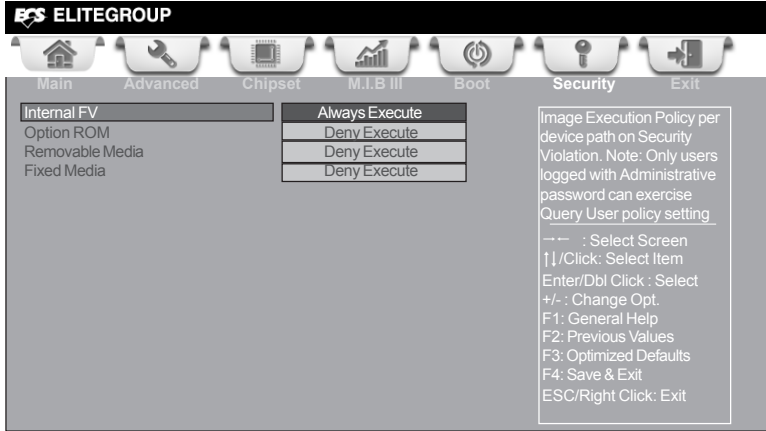 ECS ELITEGROUP
Main Advanced Chipset M.I.B III Boot Security Exit
Internal FV Always Execute
Option ROM Deny Execute
Removable Media Deny Execute
Fixed Media Deny Execute
Image Execution Policy per
device path on Security
Violation. Note: Only users
logged with Administrative
password can exercise
Query User policy setting
→← : Select Screen
↑↓/Click: Select Item
Enter/Dbl Click : Select
+/- : Change Opt.
F1: General Help
F2: Previous Values
F3: Optimized Defaults
F4: Save & Exit
ESC/Right Click: Exit